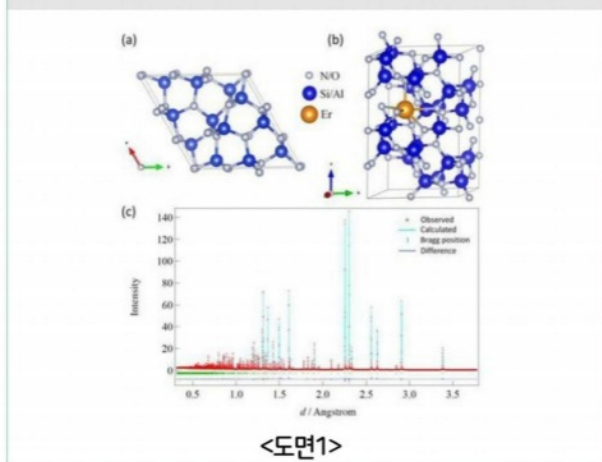 (a)
(b)
N/O
Si/Al
Er
(c)
Observed
Calculated
Bragg position
Difference
Intensity
140
120
100
80
60
40
20
0
0.5 1.0 1.5 2.0 2.5 3.0 3.5
d / Angstrom
<도면1>